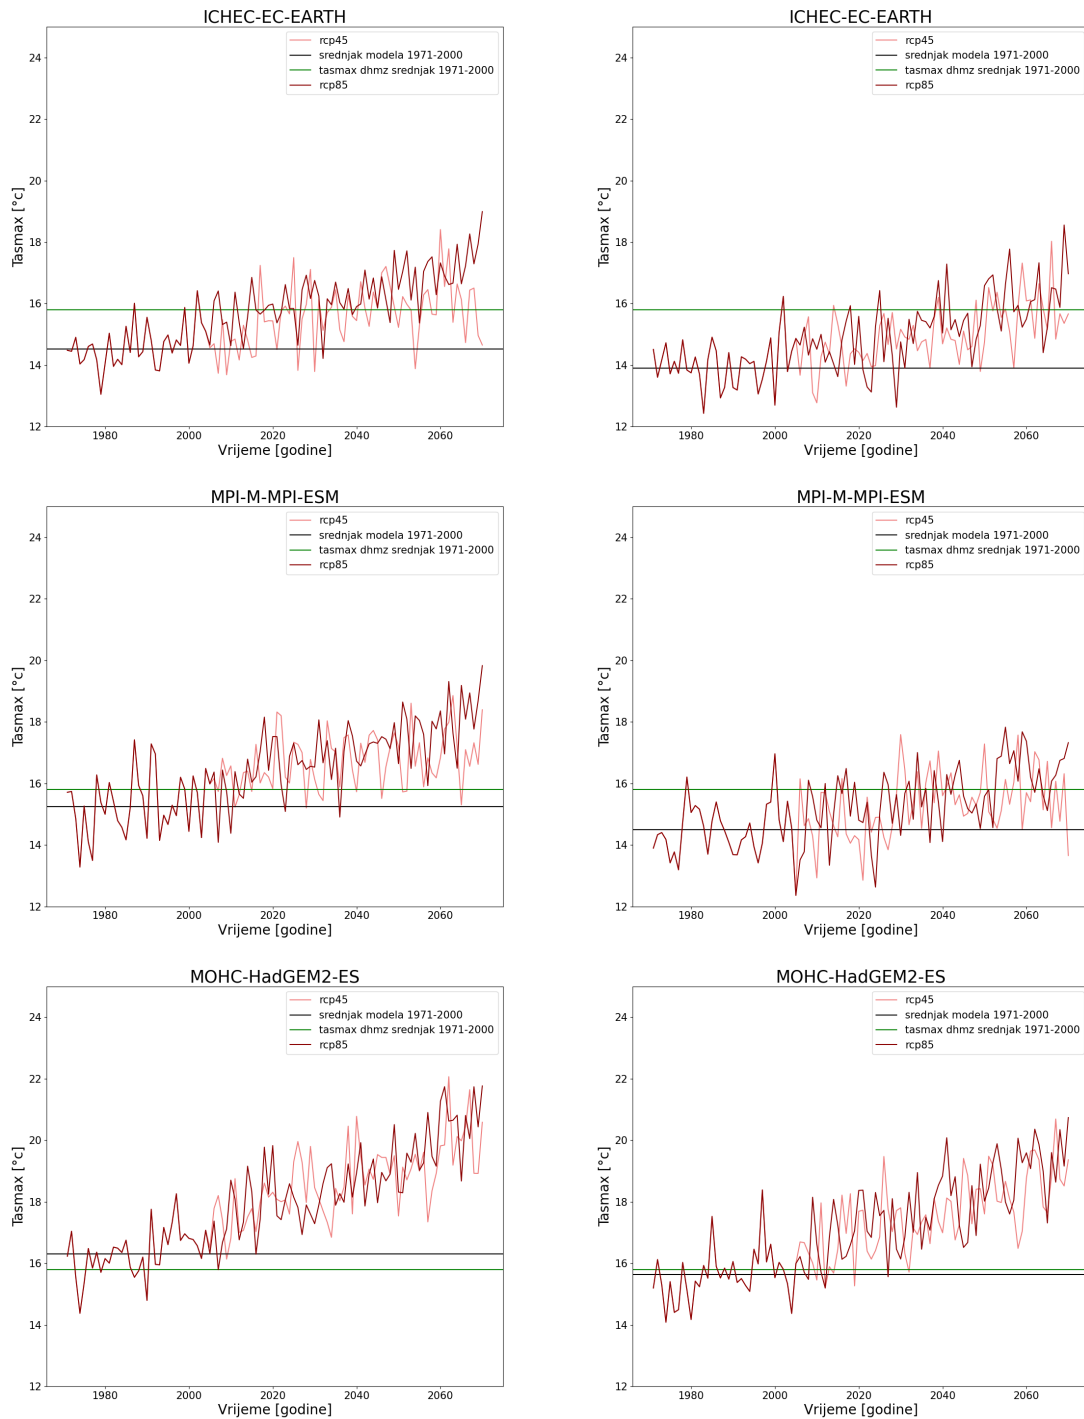 ICHEC-EC-EARTH
rcp45
srednjak modela 1971-2000
tasmax dhmz srednjak 1971-2000
rcp85
Tasmax [°c]
24
22
20
18
16
14
12
1980
2000
2020
2040
2060
Vrijeme [godine]
ICHEC-EC-EARTH
rcp45
srednjak modela 1971-2000
tasmax dhmz srednjak 1971-2000
rcp85
Tasmax [°c]
24
22
20
18
16
14
12
1980
2000
2020
2040
2060
Vrijeme [godine]
MPI-M-MPI-ESM
rcp45
srednjak modela 1971-2000
tasmax dhmz srednjak 1971-2000
rcp85
Tasmax [°c]
24
22
20
18
16
14
12
1980
2000
2020
2040
2060
Vrijeme [godine]
MPI-M-MPI-ESM
rcp45
srednjak modela 1971-2000
tasmax dhmz srednjak 1971-2000
rcp85
Tasmax [°c]
24
22
20
18
16
14
12
1980
2000
2020
2040
2060
Vrijeme [godine]
MOHC-HadGEM2-ES
rcp45
srednjak modela 1971-2000
tasmax dhmz srednjak 1971-2000
rcp85
Tasmax [°c]
24
22
20
18
16
14
12
1980
2000
2020
2040
2060
Vrijeme [godine]
MOHC-HadGEM2-ES
rcp45
srednjak modela 1971-2000
tasmax dhmz srednjak 1971-2000
rcp85
Tasmax [°c]
24
22
20
18
16
14
12
1980
2000
2020
2040
2060
Vrijeme [godine]